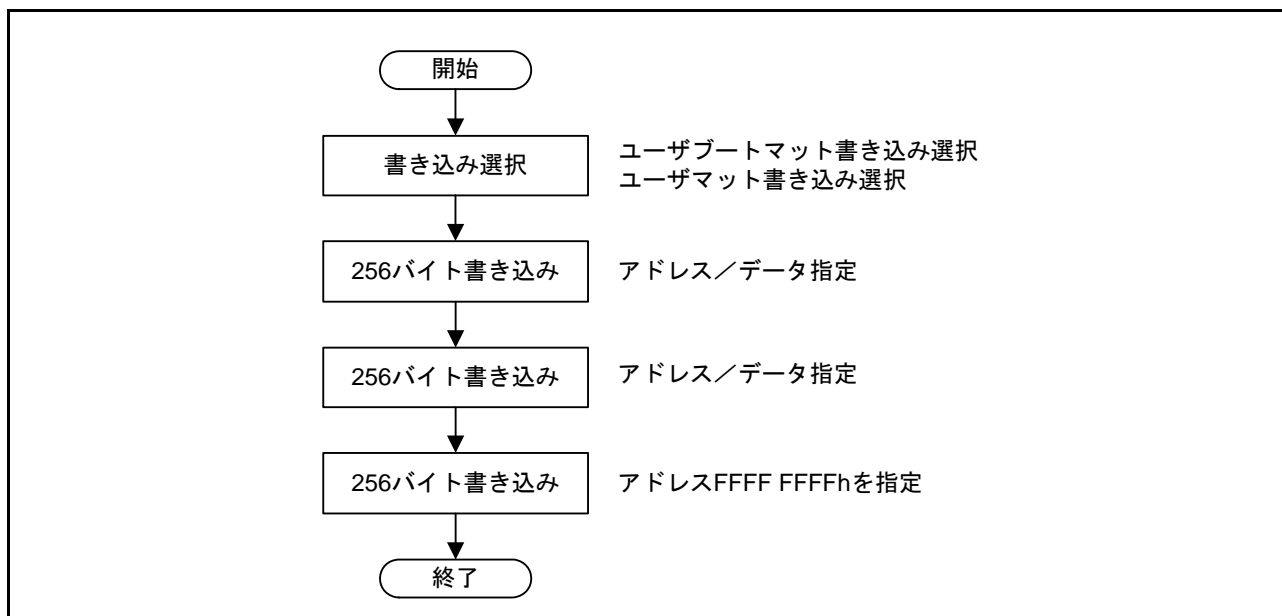 開始
書き込み選択
ユーザブートマット書き込み選択
ユーザマット書き込み選択
256バイト書き込み
アドレス／データ指定
256バイト書き込み
アドレス／データ指定
256バイト書き込み
アドレスFFFF FFFFhを指定
終了